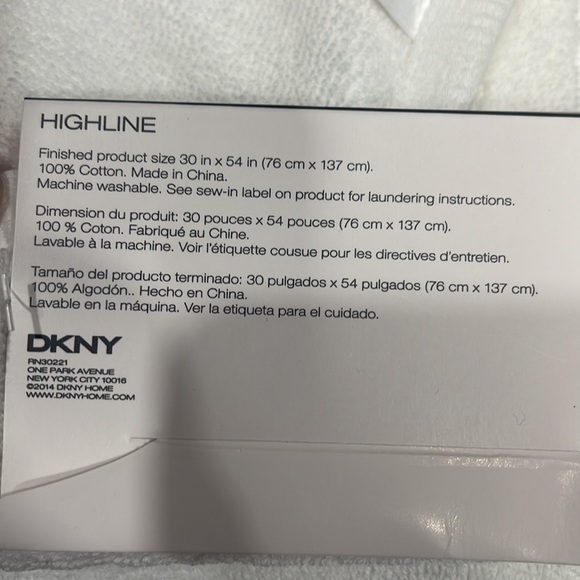 HIGHLINE
Finished product size 30 in x 54 in (76 cm x 137 cm).
100% Cotton. Made in China.
Machine washable. See sew-in label on product for laundering instructions.
Dimension du produit: 30 pouces x 54 pouces (76 cm x 137 cm).
100 % Coton. Fabriqué au Chine.
Lavable à la machine. Voir l'étiquette cousue pour les directives d'entretien.
Tamaño del producto terminado: 30 pulgados x 54 pulgados (76 cm x 137 cm).
100% Algodón.. Hecho en China.
Lavable en la máquina. Ver la etiqueta para el cuidado.
DKNY
RN30221
ONE PARK AVENUE
NEW YORK CITY 10016
©2014 DKNY HOME
WWW.DKNYHOME.COM